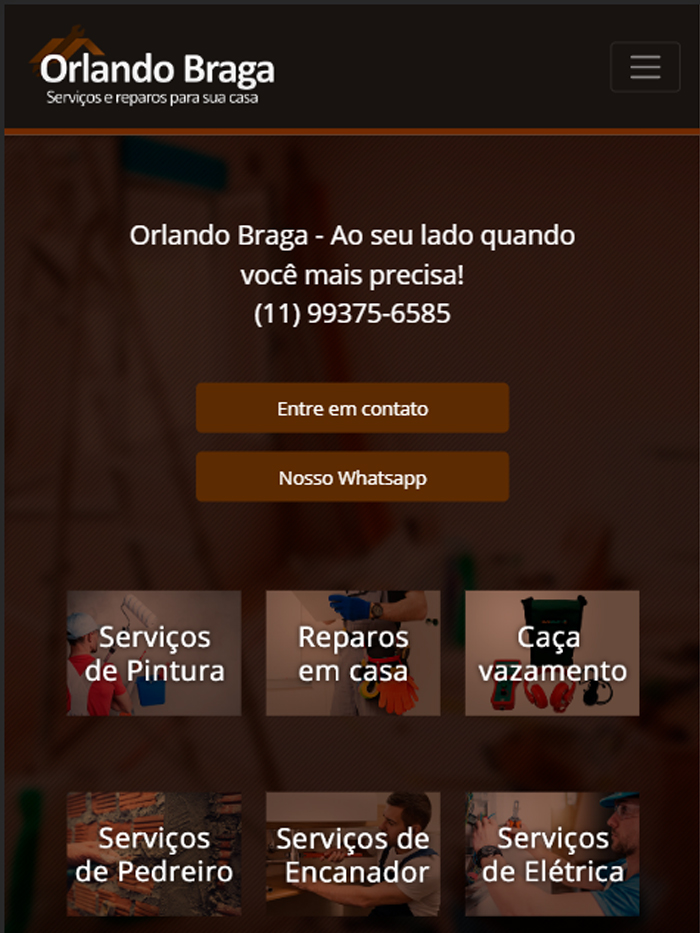 Orlando Braga
Serviços e reparos para sua casa
Orlando Braga - Ao seu lado quando
você mais precisa!
(11) 99375-6585
Entre em contato
Nosso Whatsapp
Serviços
de Pintura
Reparos
em casa
Caça
vazamento
Serviços
de Pedreiro
Serviços de
Encanador
Serviços
de Elétrica